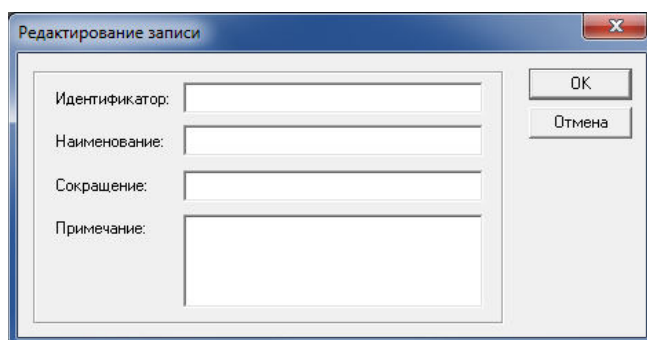 Редактирование записи
Идентификатор:
OK
Отмена
Наименование:
Сокращение:
Примечание: